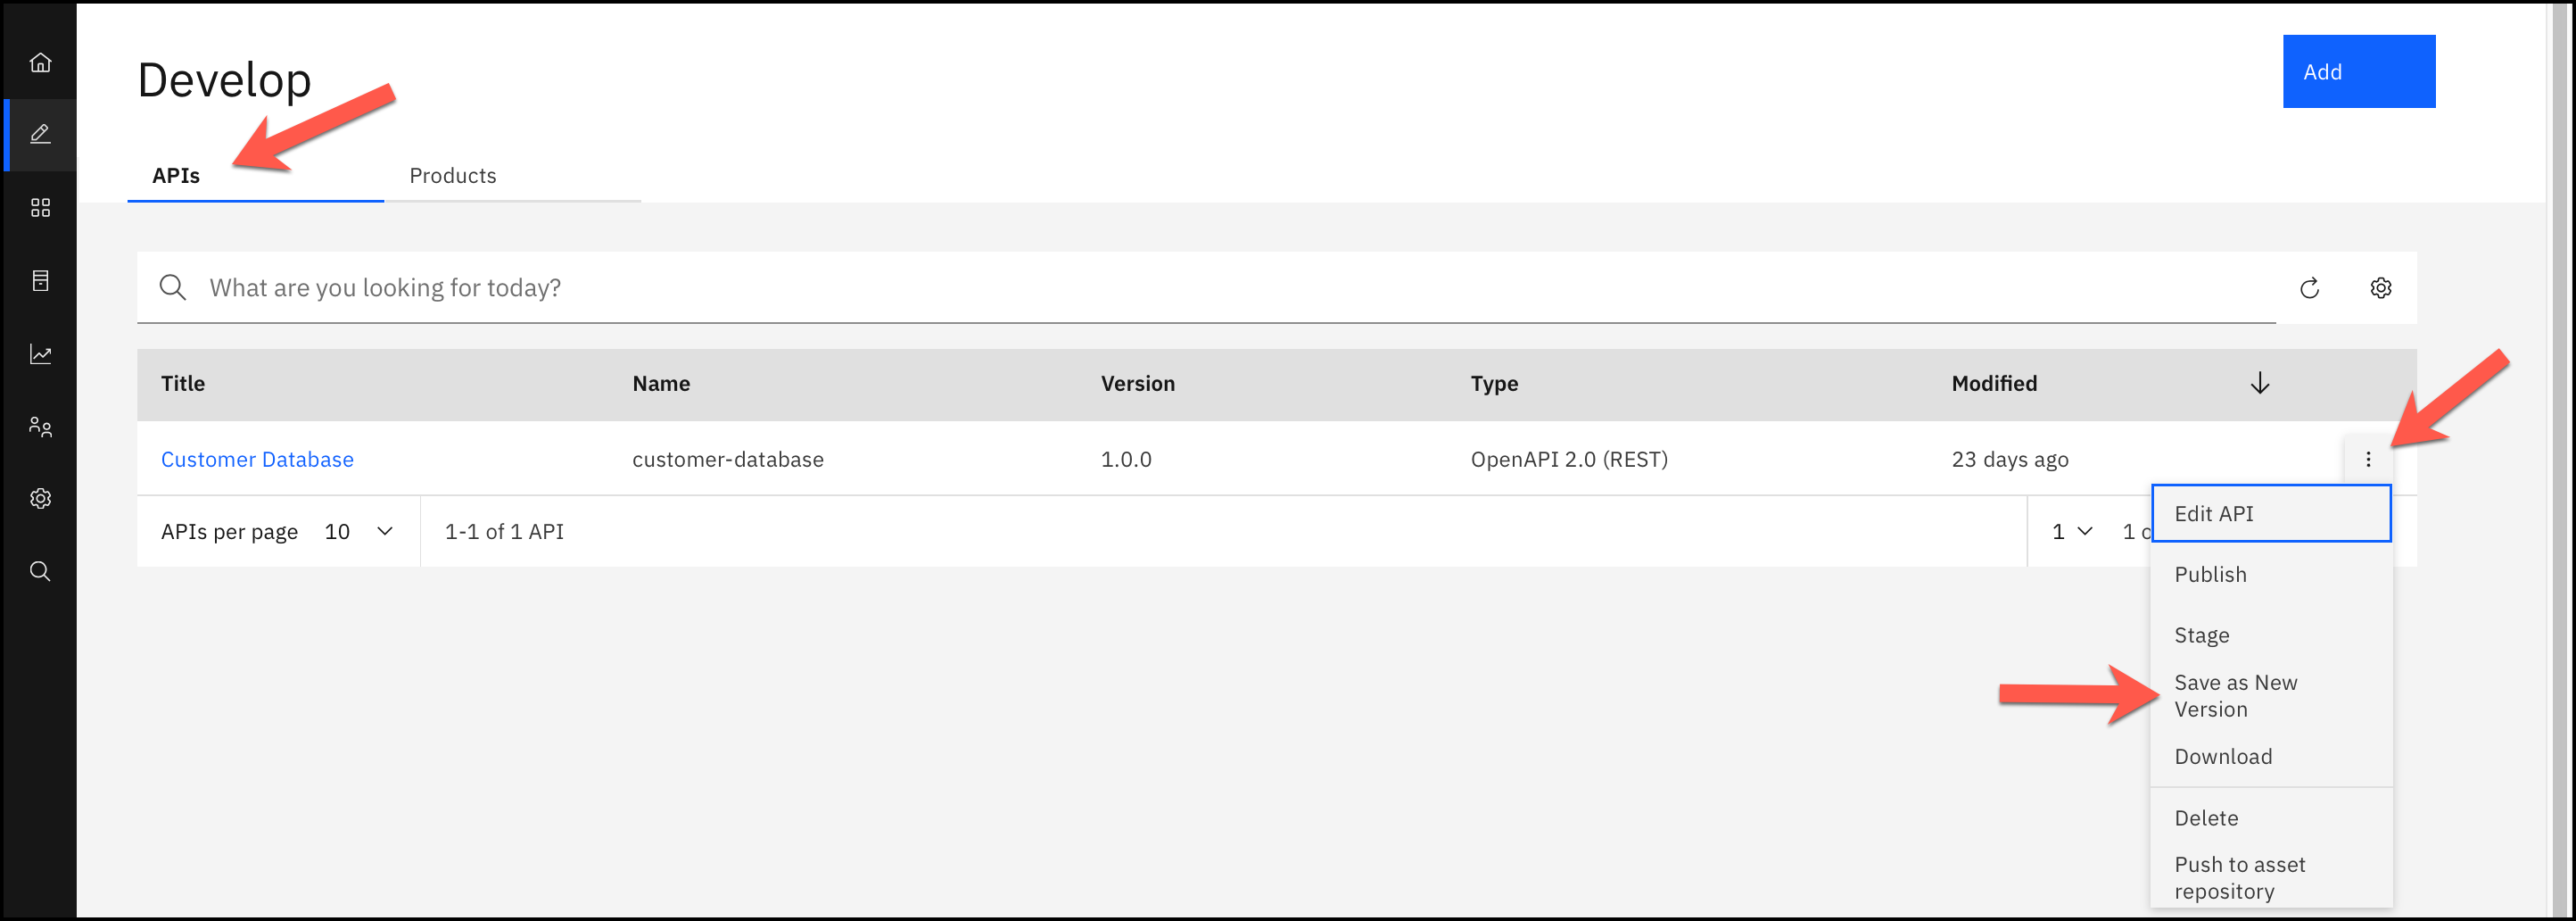 Develop
Add
APIs
Products
What are you looking for today?
Title Name Version Type Modified
Customer Database customer-database 1.0.0 OpenAPI 2.0 (REST) 23 days ago
APIs per page 10 1-1 of 1 API 1 1
Edit API
Publish
Stage
Save as New
Version
Download
Delete
Push to asset
repository